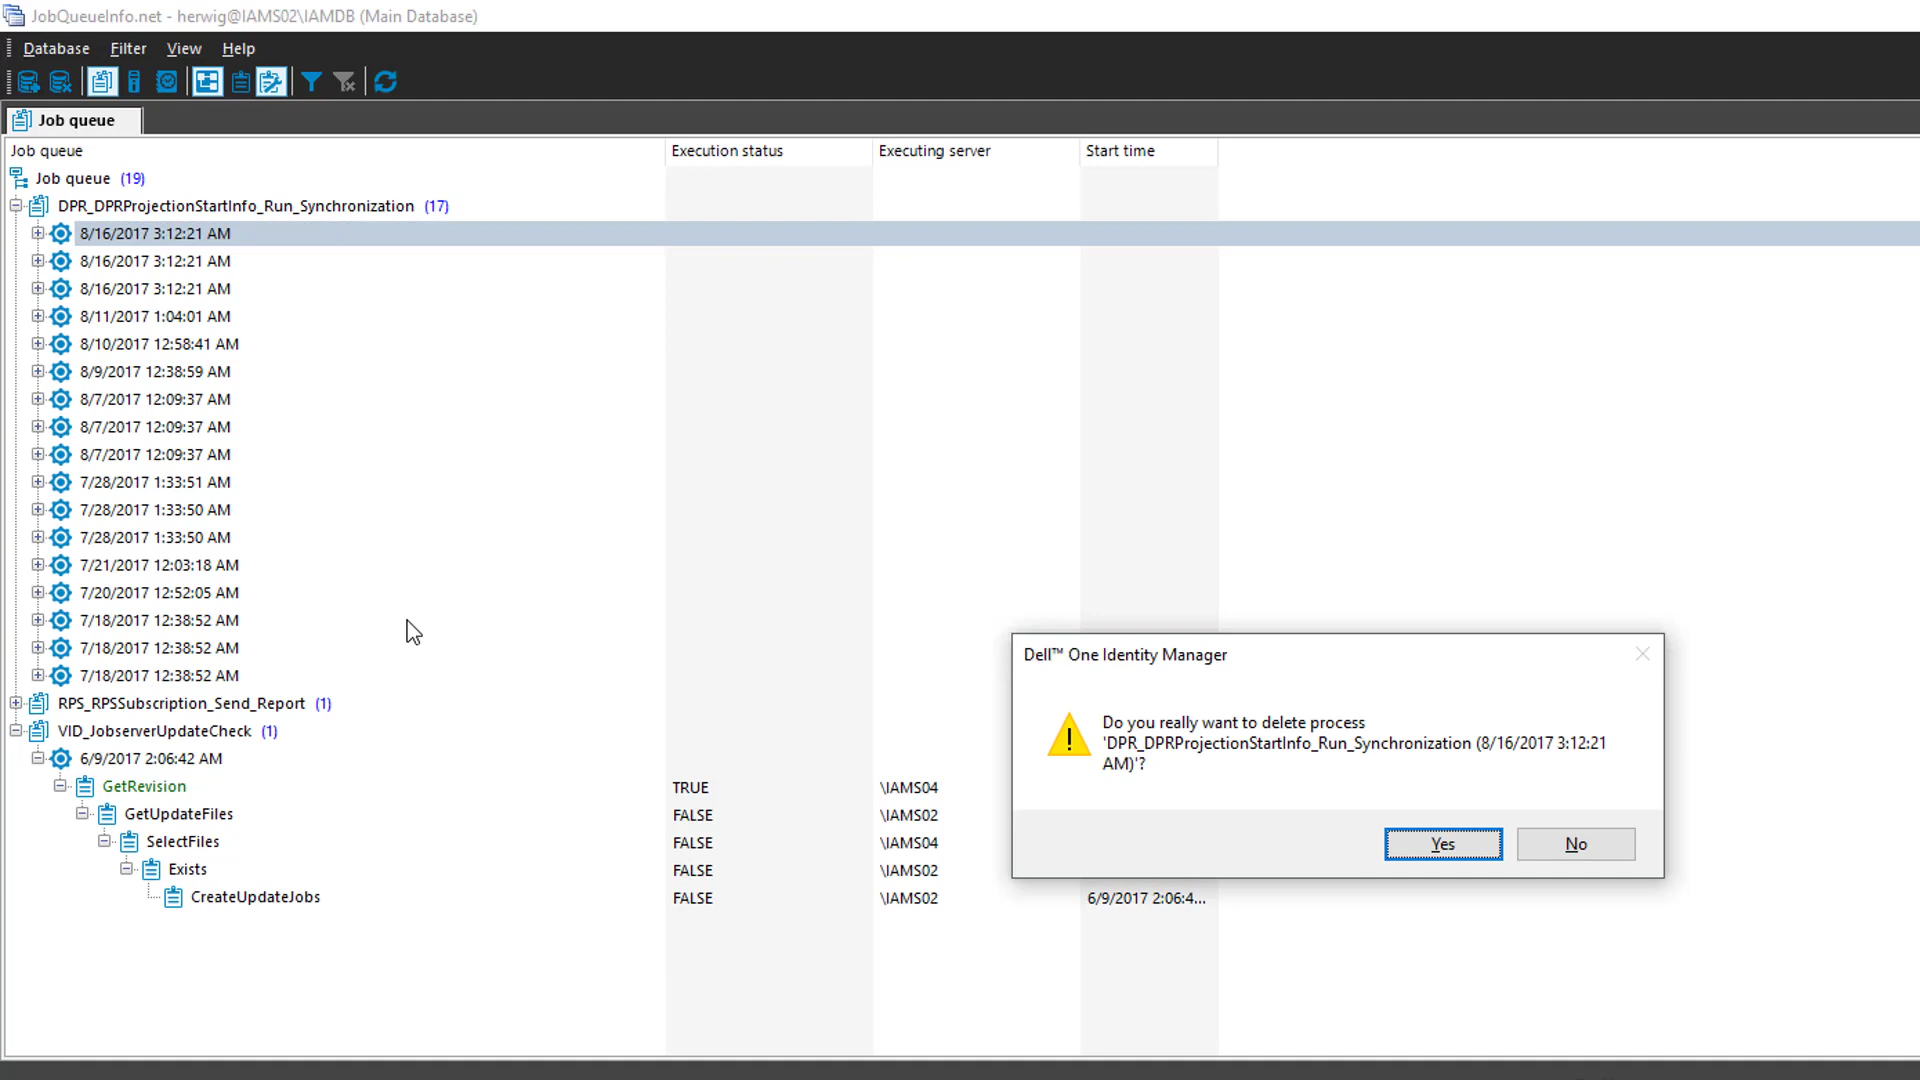 JobQueueInfo.net - herwig@IAMS02\IAMDB (Main Database)
Database Filter View Help
Job queue
Job queue Execution status Executing server Start time
Job queue (19)
DPR_DPRProjectionStartInfo_Run_Synchronization (17)
8/16/2017 3:12:21 AM
8/16/2017 3:12:21 AM
8/16/2017 3:12:21 AM
8/11/2017 1:04:01 AM
8/10/2017 12:58:41 AM
8/9/2017 12:38:59 AM
8/7/2017 12:09:37 AM
8/7/2017 12:09:37 AM
8/7/2017 12:09:37 AM
7/28/2017 1:33:51 AM
7/28/2017 1:33:50 AM
7/28/2017 1:33:50 AM
7/21/2017 12:03:18 AM
7/20/2017 12:52:05 AM
7/18/2017 12:38:52 AM
7/18/2017 12:38:52 AM
7/18/2017 12:38:52 AM
RPS_RPSSubscription_Send_Report (1)
VID_JobserverUpdateCheck (1)
6/9/2017 2:06:42 AM
GetRevision TRUE \IAMS04
GetUpdateFiles FALSE \IAMS02
SelectFiles FALSE \IAMS04
Exists FALSE \IAMS02
CreateUpdateJobs FALSE \IAMS02 6/9/2017 2:06:4...
Dell™ One Identity Manager
Do you really want to delete process
'DPR_DPRProjectionStartInfo_Run_Synchronization (8/16/2017 3:12:21
AM)'?
Yes No